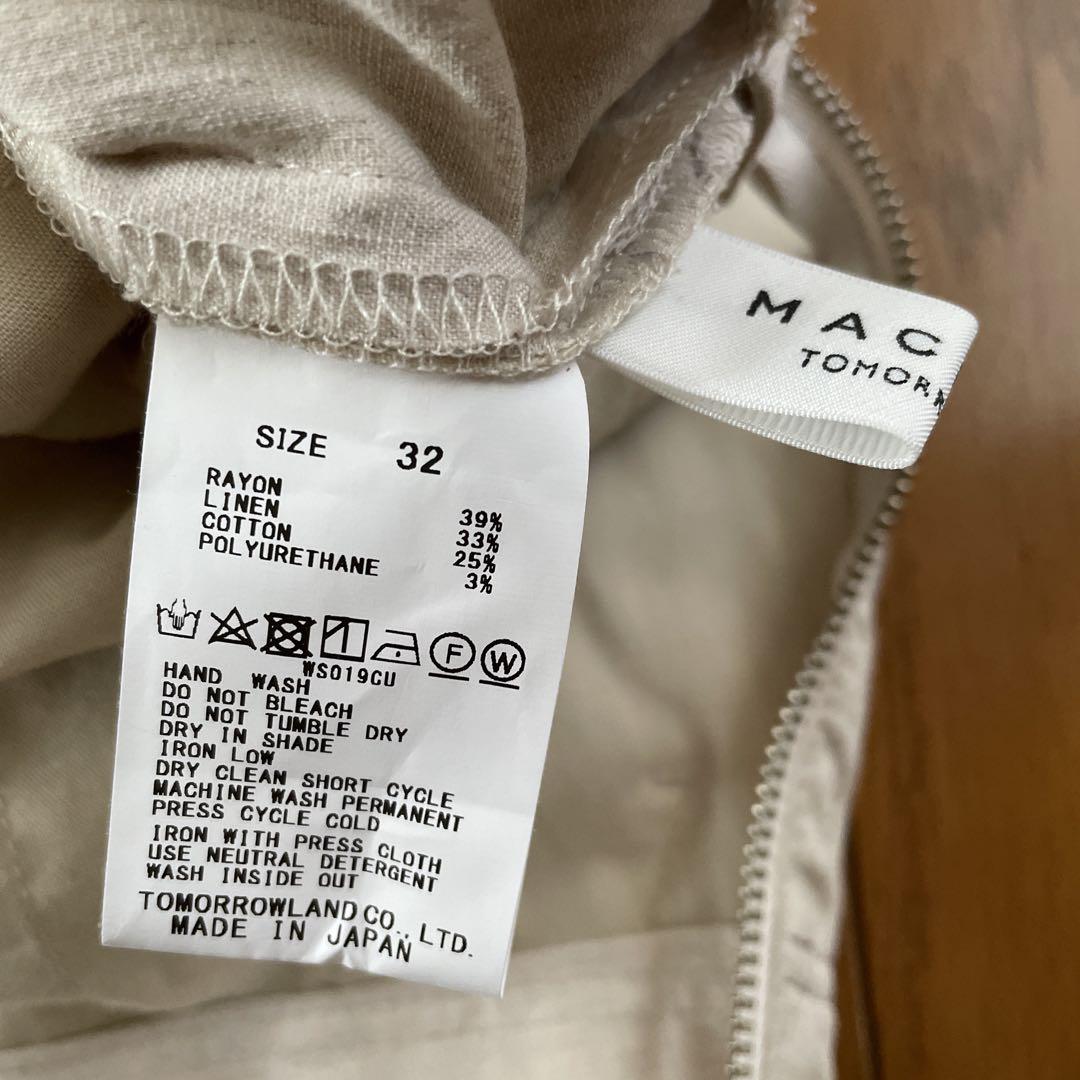 MAC
SIZE 32
RAYON 39%
LINEN 33%
COTTON 25%
POLYURETHANE 3%
F W
WS019CU
HAND WASH
DO NOT BLEACH
DO NOT TUMBLE DRY
DRY IN SHADE
IRON LOW
DRY CLEAN SHORT CYCLE
MACHINE WASH PERMANENT
PRESS CYCLE COLD
IRON WITH PRESS CLOTH
USE NEUTRAL DETERGENT
WASH INSIDE OUT
TOMORROWLAND CO., LTD.
MADE IN JAPAN